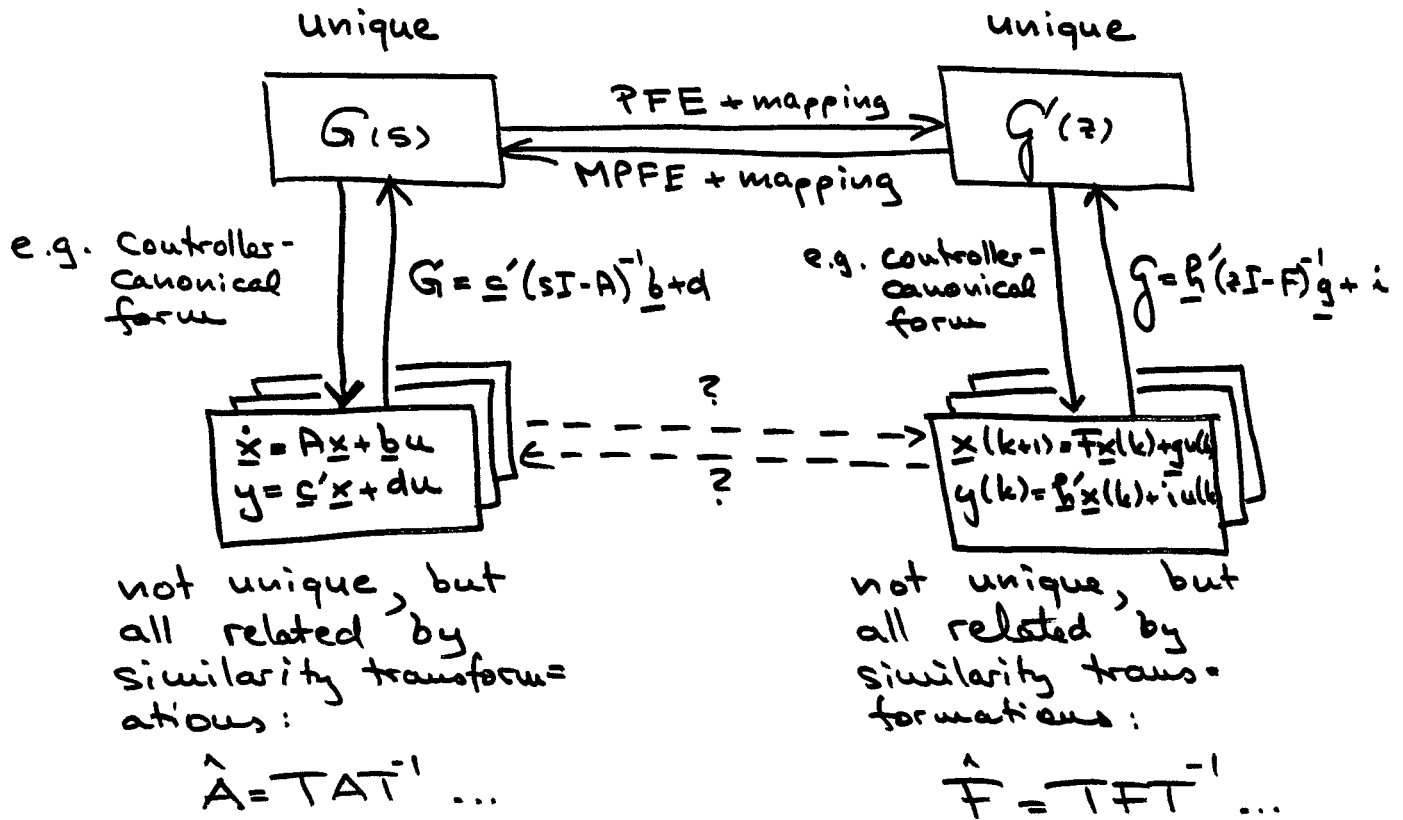 unique
unique
G(s)
PFE + mapping
G'(z)
MPFE + mapping
e.g. controller-
canonical
form
G = c'(sI-A)⁻¹b+d
e.g. controller-
canonical
form
G = h'(zI-F)⁻¹g + i
?
?
ẋ = Ax + bu
y = c'x + du
x(k+1) = Fx(k) + gu(k)
y(k) = h'x(k) + iu(k
not unique, but
all related by
similarity transform=
ations:
Â = TAT⁻¹ ...
not unique, but
all related by
similarity trans-
formations:
F̂ = TFT⁻¹ ...